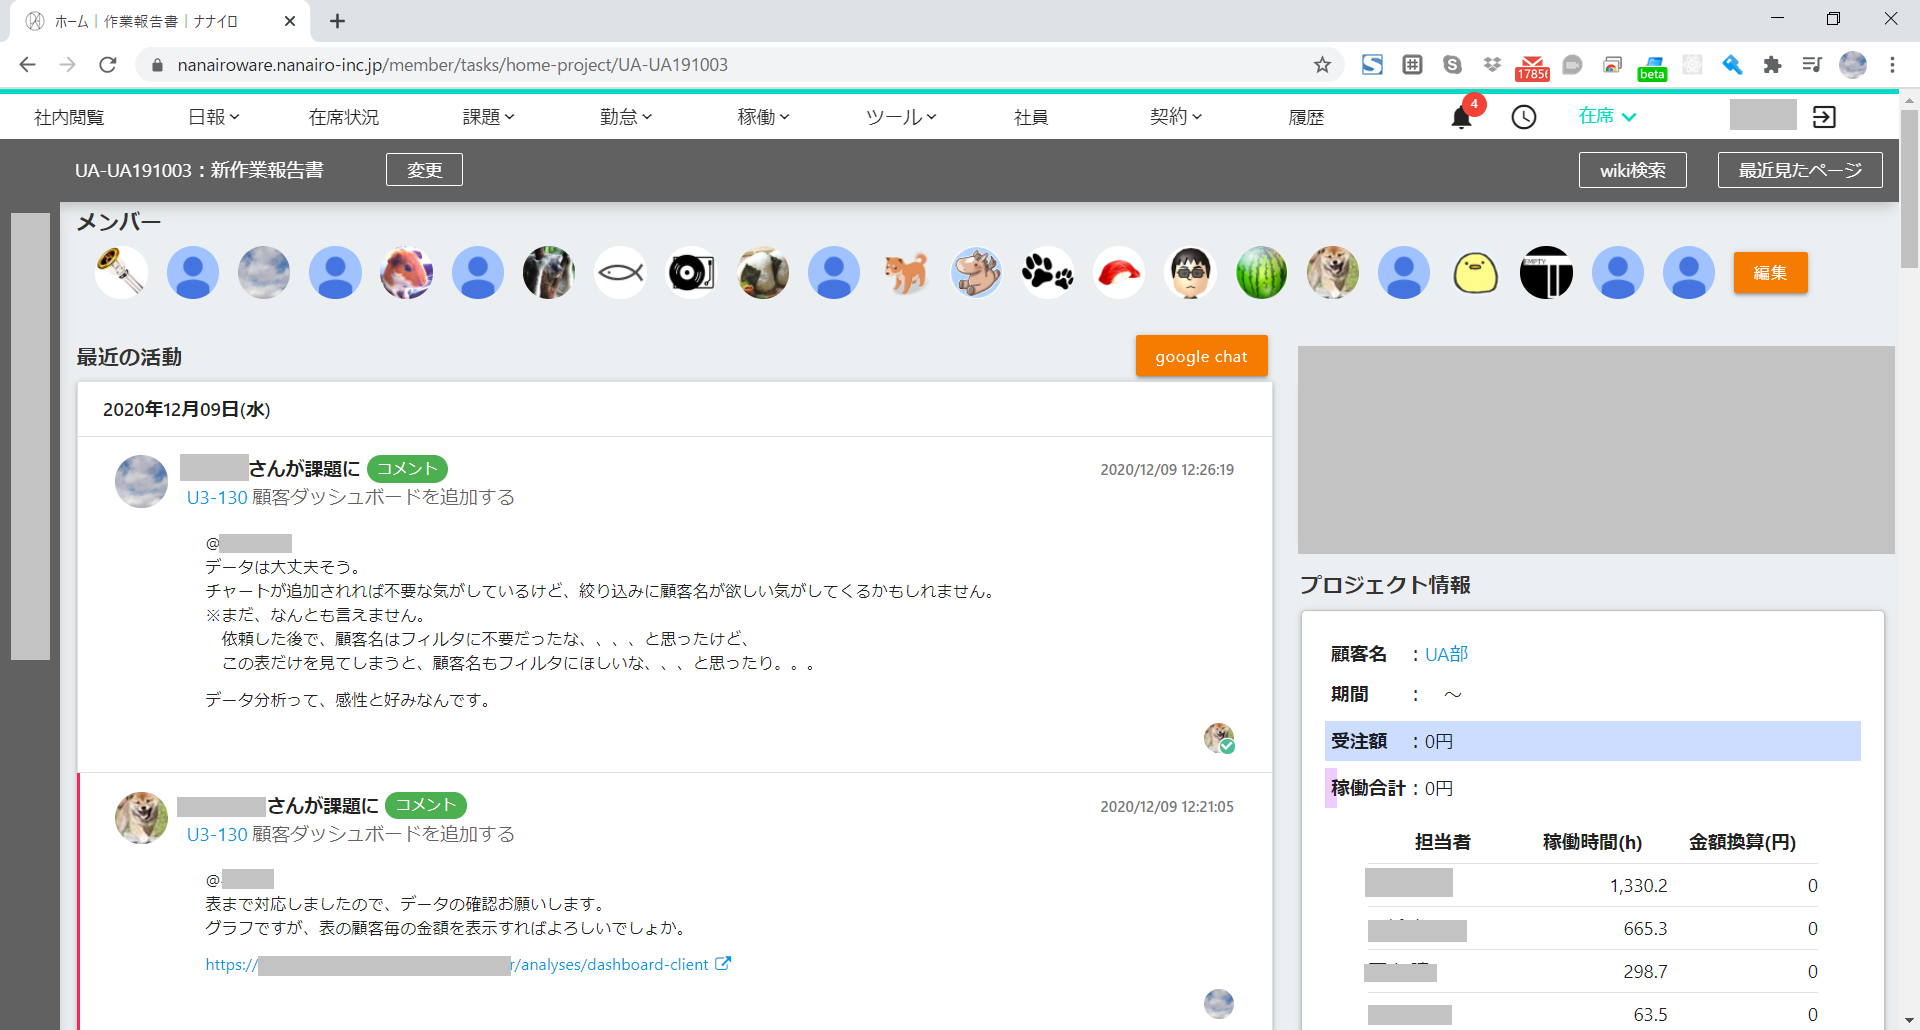 ホーム｜作業報告書｜ナナイロ
nanairoware.nanairo-inc.jp/member/tasks/home-project/UA-UA191003
beta
社内閲覧 日報 在席状況 課題 勤怠 稼働 ツール 社員 契約 履歴 4 在席
UA-UA191003：新作業報告書 変更 wiki検索 最近見たページ
メンバー
EMPTY
編集
最近の活動
google chat
2020年12月09日(水)
さんが課題に コメント 2020/12/09 12:26:19
U3-130 顧客ダッシュボードを追加する
@
データは大丈夫そう。
チャートが追加されれば不要な気がしているけど、絞り込みに顧客名が欲しい気がしてくるかもしれません。
※まだ、なんとも言えません。
依頼した後で、顧客名はフィルタに不要だったな、、、、と思ったけど、
この表だけを見てしまうと、顧客名もフィルタにほしいな、、、と思ったり。。。
データ分析って、感性と好みなんです。
さんが課題に コメント 2020/12/09 12:21:05
U3-130 顧客ダッシュボードを追加する
@
表まで対応しましたので、データの確認お願いします。
グラフですが、表の顧客毎の金額を表示すればよろしいでしょか。
https:// r/analyses/dashboard-client
プロジェクト情報
顧客名 ：UA部
期間 ： ～
受注額 ：0円
稼働合計：0円
担当者 稼働時間(h) 金額換算(円)
1,330.2 0
665.3 0
298.7 0
63.5 0